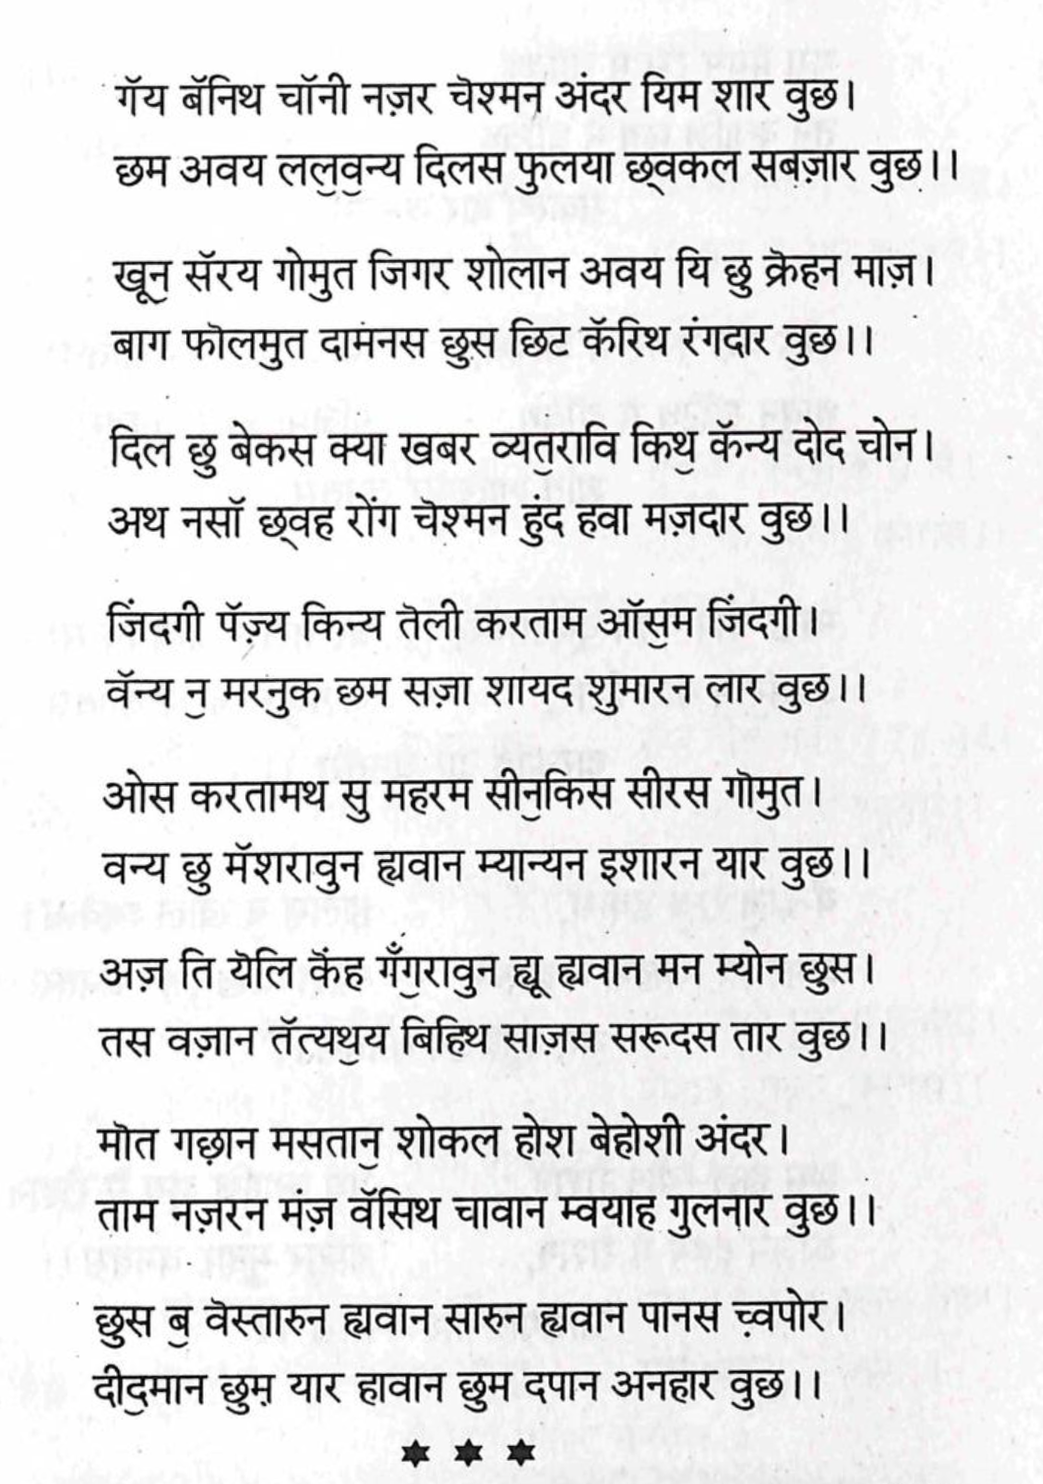 गॅय बॅनिथ चॉनी नज़र चॆश्मन अंदर यिम शार वुछ।
छम अवय लल॒व॒न्य दिलस फुलया छ्वकल सबज़ार वुछ।।
खून॒ सॅरय गोमुत जिगर शोलान अवय यि छु क्रेहन माज़।
बाग फॊलमुत दामनस छुस छिट कॅरिथ रंगदार वुछ।।
दिल छु बेकस क्या खबर व्यत॒रावि किथ॒ कॅन्य दोद चोन।
अथ नसॉ छ्वह रोंग चॆश्मन हुंद हवा मज़दार वुछ।।
जिंदगी पॅज़्य किन्य तॆली करताम ऑस॒म जिंदगी।
वॅन्य न॒ मरनुक छम सज़ा शायद शुमारन लार वुछ।।
ओस करतामथ सु महरम सीन॒किस सीरस गॊमुत।
वन्य छु मॅशरावुन ह्यवान म्यान्यन इशारन यार वुछ।।
अज़ ति यॆलि कॆंह गँग॒रावुन ह्यू ह्यवान मन म्योन छुस।
तस वज़ान तॅत्यथ॒य बिहिथ साज़स सरूदस तार वुछ।।
मॊत गछ़ान मसतान॒ शोकल होश बेहोशी अंदर।
ताम नज़रन मंज़ वॅसिथ चावान म्वयाह गुलनार वुछ।।
छुस ब॒ वॆस्तारुन ह्यवान सारुन ह्यवान पानस च़्वपोर।
दीद॒मान छुम यार हावान छुम दपान अनहार वुछ।।